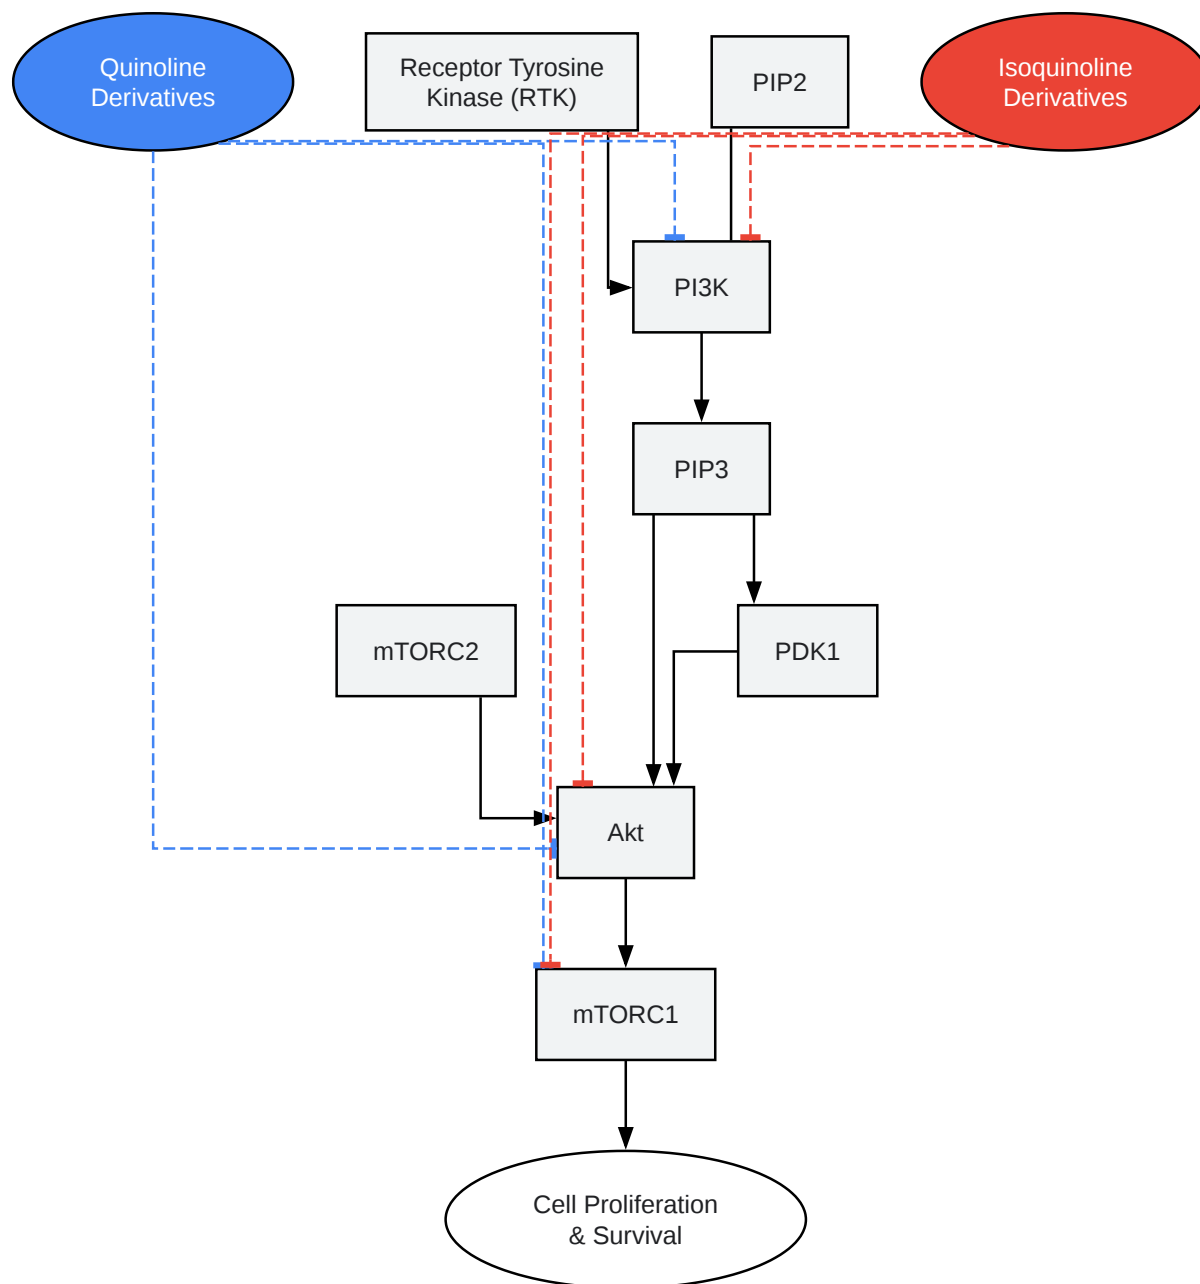 Quinoline
Derivatives
Receptor Tyrosine
Kinase (RTK)
PIP2
Isoquinoline
Derivatives
PI3K
PIP3
mTORC2
PDK1
Akt
mTORC1
Cell Proliferation
& Survival